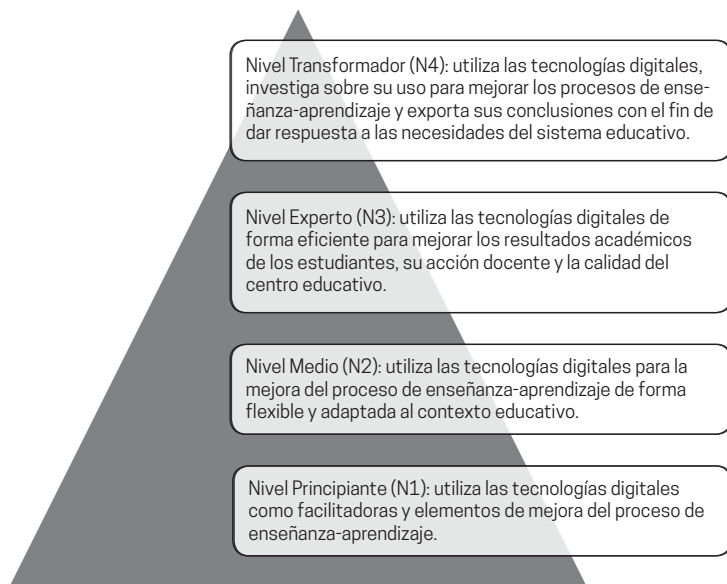 Nivel Transformador (N4): utiliza las tecnologías digitales,
investiga sobre su uso para mejorar los procesos de ense-
ñanza-aprendizaje y exporta sus conclusiones con el fin de
dar respuesta a las necesidades del sistema educativo.
Nivel Experto (N3): utiliza las tecnologías digitales de
forma eficiente para mejorar los resultados académicos
de los estudiantes, su acción docente y la calidad del
centro educativo.
Nivel Medio (N2): utiliza las tecnologías digitales para la
mejora del proceso de enseñanza-aprendizaje de forma
flexible y adaptada al contexto educativo.
Nivel Principiante (N1): utiliza las tecnologías digitales
como facilitadoras y elementos de mejora del proceso de
enseñanza-aprendizaje.